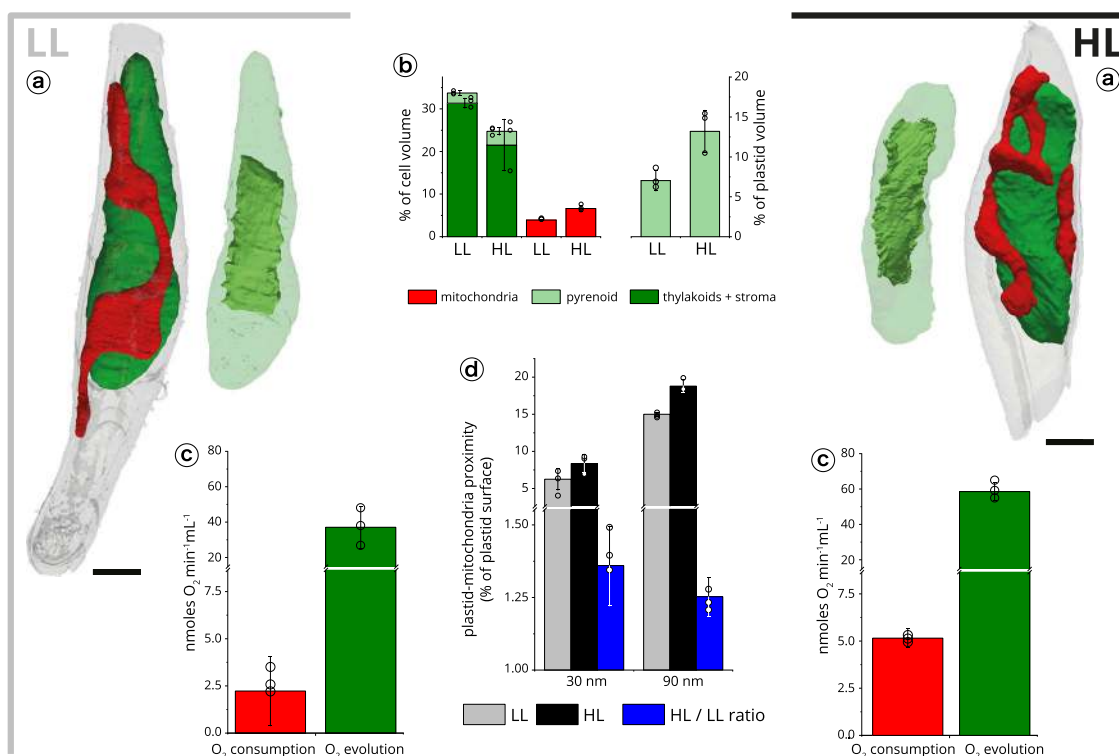 LL
HL
a
a
b
% of cell volume
30
20
10
0
LL
HL
LL
HL
20
15
10
5
0
% of plastid volume
LL
HL
mitochondria
pyrenoid
thylakoids + stroma
d
plastid-mitochondria proximity
(% of plastid surface)
20
15
10
5
1.50
1.25
1.00
30 nm
90 nm
LL
HL
HL / LL ratio
c
nmoles O₂ min⁻¹mL⁻¹
80
60
40
20
7.5
5.0
2.5
0.0
O₂ consumption
O₂ evolution
c
nmoles O₂ min⁻¹mL⁻¹
80
60
40
20
7.5
5.0
2.5
0.0
O₂ consumption
O₂ evolution